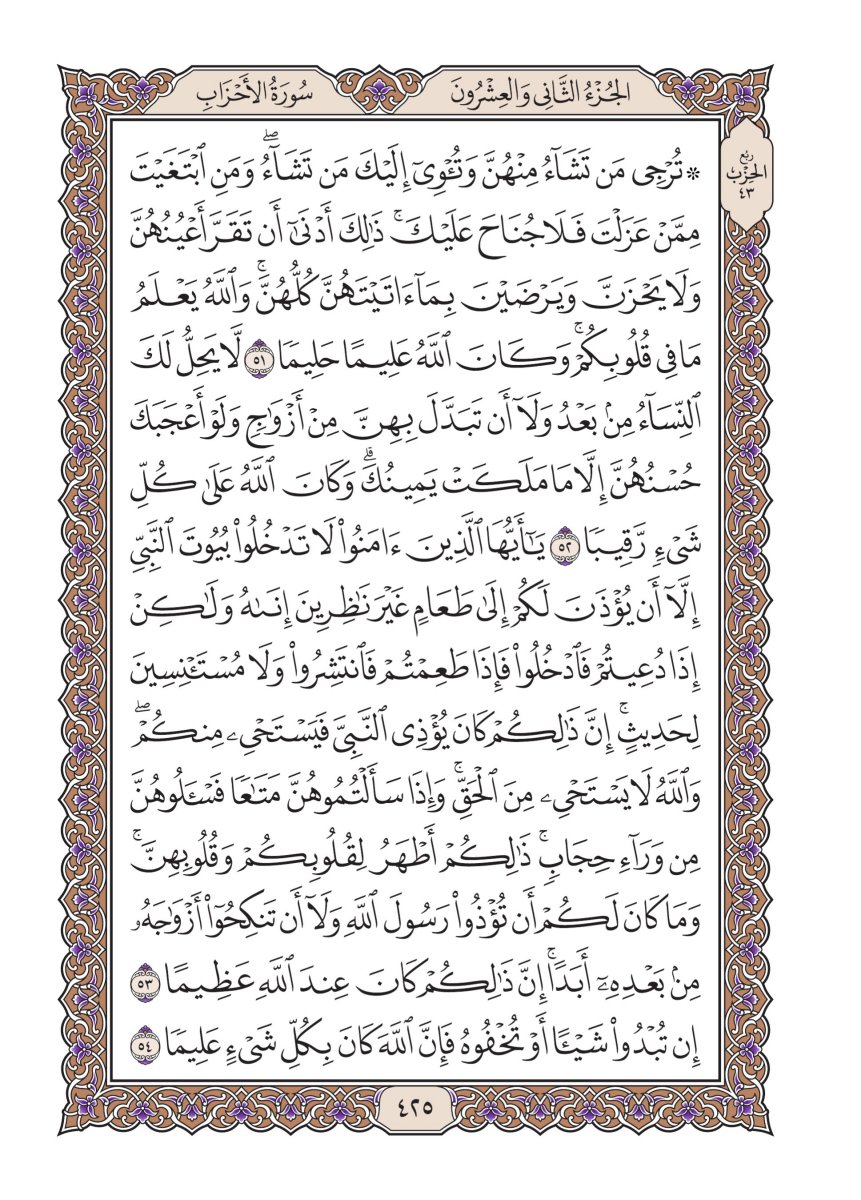 الجُزْءُ الثَّانِي وَالعِشْرُونَ
سُورَةُ الأَحْزَابِ
رُبْع
الحِزْب
٤٣
۞ تُرۡجِي مَن تَشَآءُ مِنۡهُنَّ وَتُـٔۡوِيٓ إِلَيۡكَ مَن تَشَآءُۖ وَمَنِ ٱبۡتَغَيۡتَ
مِمَّنۡ عَزَلۡتَ فَلَا جُنَاحَ عَلَيۡكَۚ ذَٰلِكَ أَدۡنَىٰٓ أَن تَقَرَّ أَعۡيُنُهُنَّ
وَلَا يَحۡزَنَّ وَيَرۡضَيۡنَ بِمَآ ءَاتَيۡتَهُنَّ كُلُّهُنَّۚ وَٱللَّهُ يَعۡلَمُ
مَا فِي قُلُوبِكُمۡۚ وَكَانَ ٱللَّهُ عَلِيمًا حَلِيمٗا ٥١ لَّا يَحِلُّ لَكَ
ٱلنِّسَآءُ مِنۢ بَعۡدُ وَلَآ أَن تَبَدَّلَ بِهِنَّ مِنۡ أَزۡوَٰجٖ وَلَوۡ أَعۡجَبَكَ
حُسۡنُهُنَّ إِلَّا مَا مَلَكَتۡ يَمِينُكَۗ وَكَانَ ٱللَّهُ عَلَىٰ كُلِّ
شَيۡءٖ رَّقِيبٗا ٥٢ يَـٰٓأَيُّهَا ٱلَّذِينَ ءَامَنُواْ لَا تَدۡخُلُواْ بُيُوتَ ٱلنَّبِيِّ
إِلَّآ أَن يُؤۡذَنَ لَكُمۡ إِلَىٰ طَعَامٍ غَيۡرَ نَٰظِرِينَ إِنَىٰهُ وَلَٰكِنۡ
إِذَا دُعِيتُمۡ فَٱدۡخُلُواْ فَإِذَا طَعِمۡتُمۡ فَٱنتَشِرُواْ وَلَا مُسۡتَـٔۡنِسِينَ
لِحَدِيثٍۚ إِنَّ ذَٰلِكُمۡ كَانَ يُؤۡذِي ٱلنَّبِيَّ فَيَسۡتَحۡيِۦ مِنكُمۡۖ
وَٱللَّهُ لَا يَسۡتَحۡيِۦ مِنَ ٱلۡحَقِّۚ وَإِذَا سَأَلۡتُمُوهُنَّ مَتَٰعٗا فَسۡـَٔلُوهُنَّ
مِن وَرَآءِ حِجَابٖۚ ذَٰلِكُمۡ أَطۡهَرُ لِقُلُوبِكُمۡ وَقُلُوبِهِنَّۚ
وَمَا كَانَ لَكُمۡ أَن تُؤۡذُواْ رَسُولَ ٱللَّهِ وَلَآ أَن تَنكِحُوٓاْ أَزۡوَٰجَهُۥ
مِنۢ بَعۡدِهِۦٓ أَبَدًاۚ إِنَّ ذَٰلِكُمۡ كَانَ عِندَ ٱللَّهِ عَظِيمًا ٥٣
إِن تُبۡدُواْ شَيۡـًٔا أَوۡ تُخۡفُوهُ فَإِنَّ ٱللَّهَ كَانَ بِكُلِّ شَيۡءٍ عَلِيمٗا ٥٤
٤٢٥